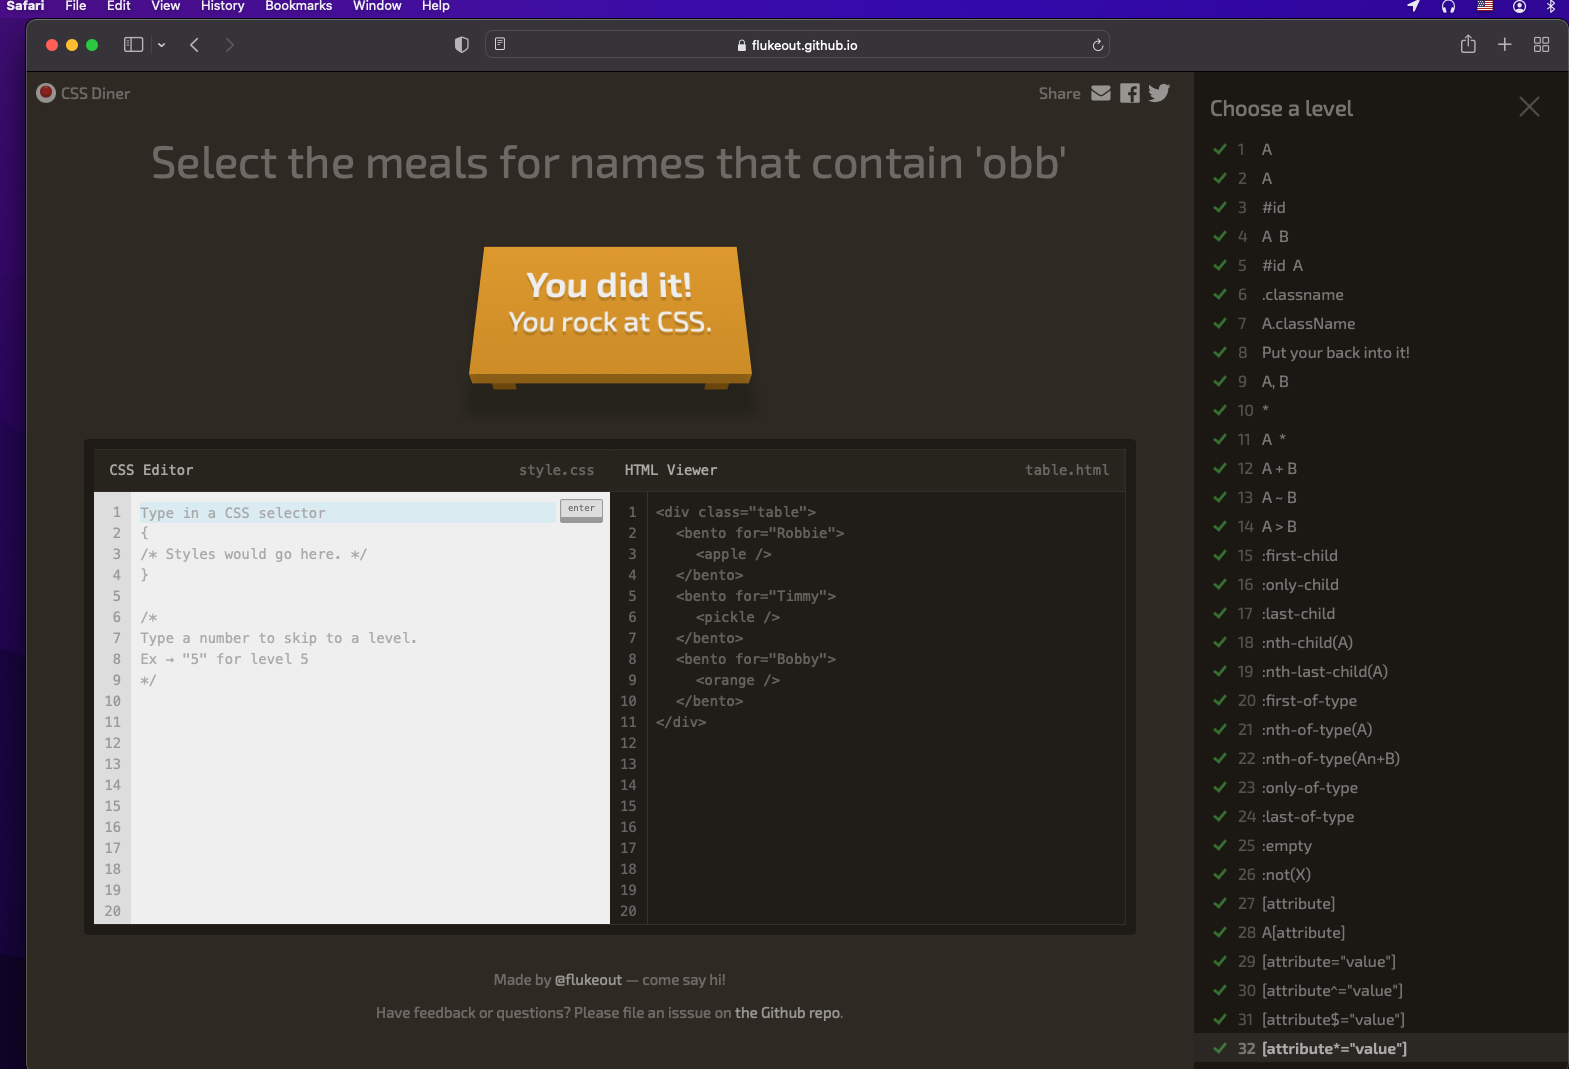 Safari File Edit View History Bookmarks Window Help
flukeout.github.io
CSS Diner
Share
Select the meals for names that contain 'obb'
You did it!
You rock at CSS.
CSS Editor style.css
1 Type in a CSS selector enter
2 {
3 /* Styles would go here. */
4 }
5
6 /*
7 Type a number to skip to a level.
8 Ex → "5" for level 5
9 */
10
11
12
13
14
15
16
17
18
19
20
HTML Viewer table.html
1 <div class="table">
2 <bento for="Robbie">
3 <apple />
4 </bento>
5 <bento for="Timmy">
6 <pickle />
7 </bento>
8 <bento for="Bobby">
9 <orange />
10 </bento>
11 </div>
12
13
14
15
16
17
18
19
20
Made by @flukeout — come say hi!
Have feedback or questions? Please file an isssue on the Github repo.
Choose a level
1 A
2 A
3 #id
4 A B
5 #id A
6 .classname
7 A.className
8 Put your back into it!
9 A, B
10 *
11 A *
12 A + B
13 A ~ B
14 A > B
15 :first-child
16 :only-child
17 :last-child
18 :nth-child(A)
19 :nth-last-child(A)
20 :first-of-type
21 :nth-of-type(A)
22 :nth-of-type(An+B)
23 :only-of-type
24 :last-of-type
25 :empty
26 :not(X)
27 [attribute]
28 A[attribute]
29 [attribute="value"]
30 [attribute^="value"]
31 [attribute$="value"]
32 [attribute*="value"]